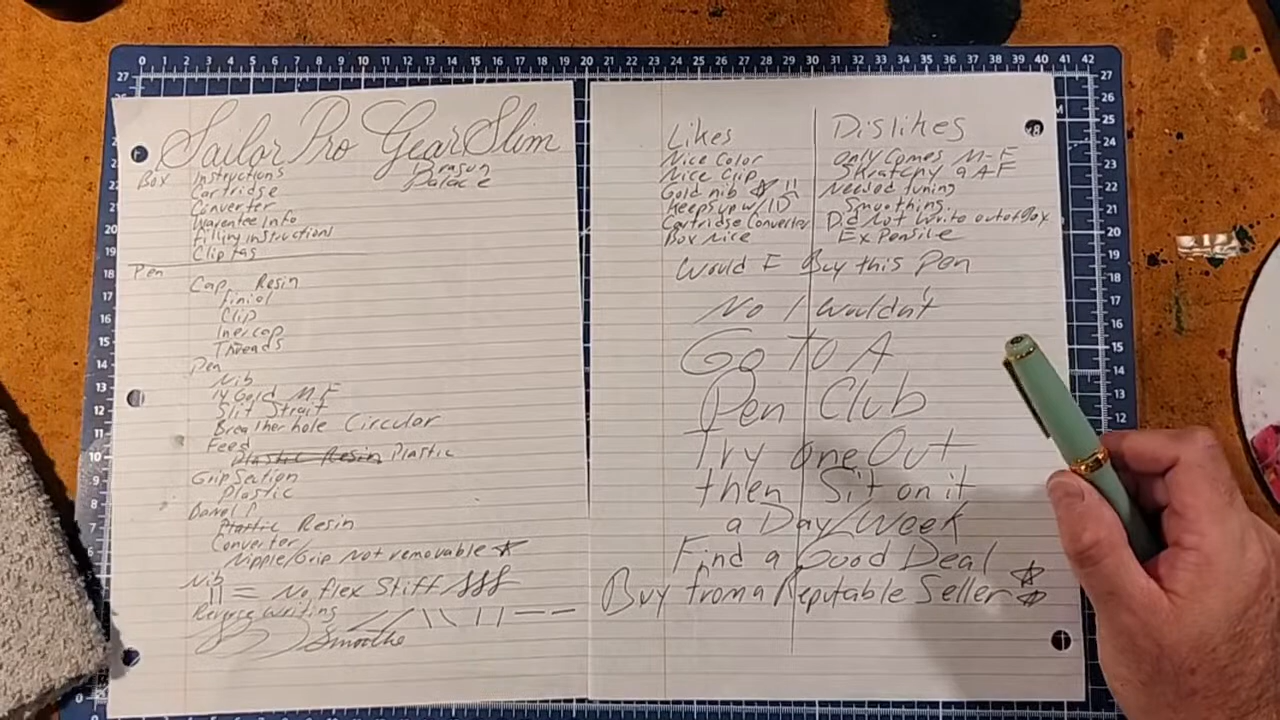 Sailor Pro Gear Slim
Dragon
Palace
Box Instructions
Cartridge
Converter
Warentee Info
Filling instructions
Clip tag
Pen
Cap Resin
finiol
Clip
Inercap
Threads
Pen
Nib
14 Gold M-F
Slit Strait
Breather hole Circular
Feed
Plastic Resin Plastic
Grip Section
Plastic
Barrel
Plastic Resin
Converter
Nipple/Grip Not removable
Nib
= No flex Stiff
Reverse Writing
Smoothe
Likes
Nice Color
Nice Clip
Gold nib
Keeps up w/
Cartridge Converter
Box Nice
Dislikes
Only Comes M-F
Skratchy a AF
Needed tuning
Smoothing
Did Not Write out of Box
Expensile
Would I Buy this Pen
No I Wouldn't
Go To A
Pen Club
Try one Out
then Sit on it
a Day/Week
Find a Good Deal
Buy from a Reputable Seller